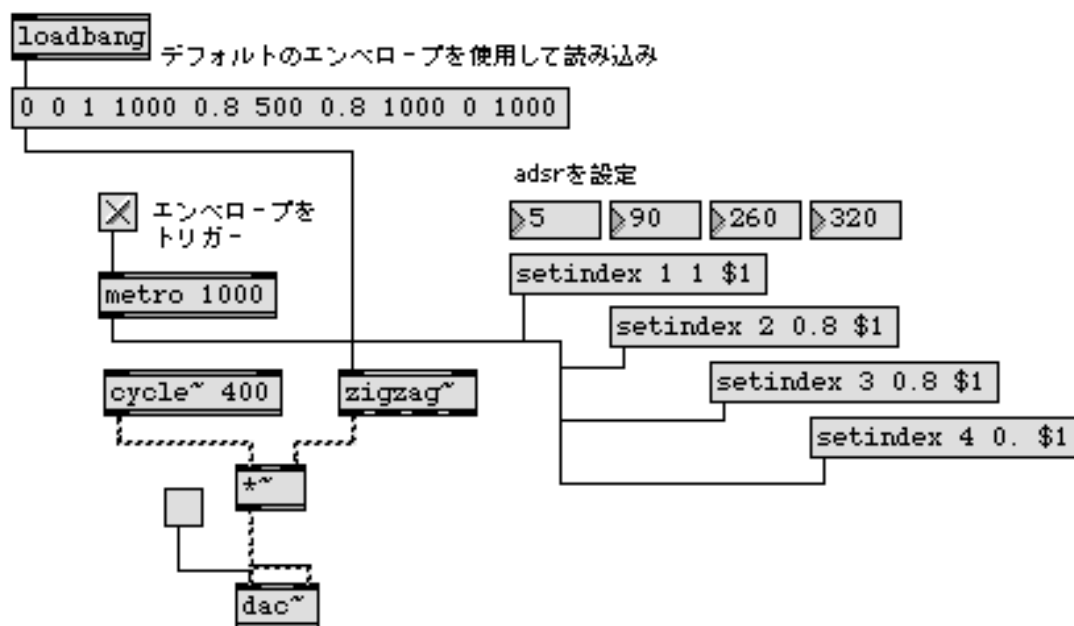 loadbang
デフォルトのエンベロープを使用して読み込み
0 0 1 1000 0.8 500 0.8 1000 0 1000
adsrを設定
エンベロープを
トリガー
5 90 260 320
metro 1000
setindex 1 1 $1
setindex 2 0.8 $1
cycle~ 400
zigzag~
setindex 3 0.8 $1
setindex 4 0. $1
*~
dac~